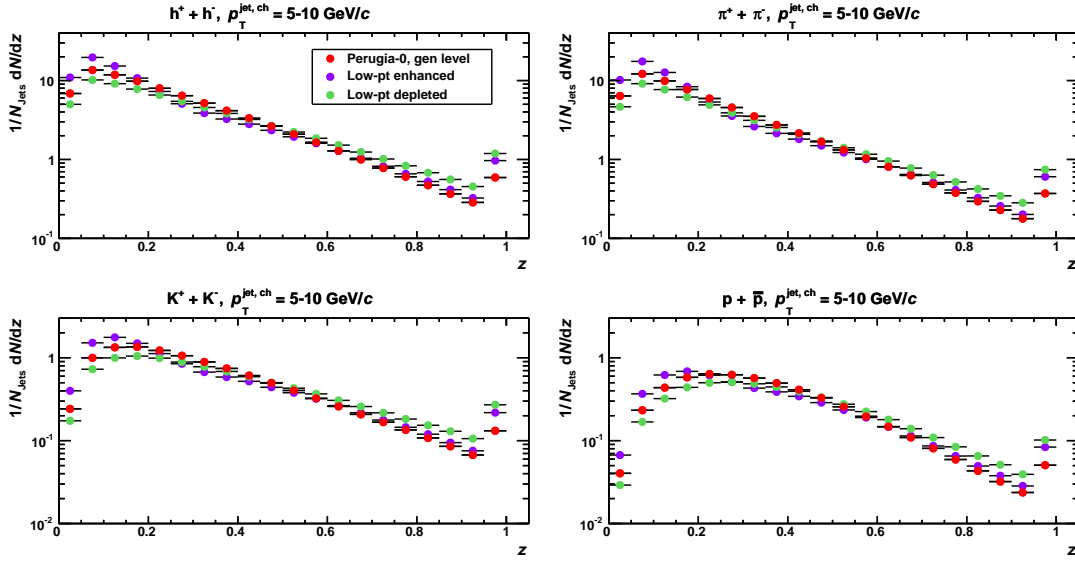 h⁺ + h⁻, p_T^{jet, ch} = 5-10 GeV/c
1/N_Jets dN/dz
10
1
10⁻¹
0 0.2 0.4 0.6 0.8 1
z
Perugia-0, gen level
Low-pt enhanced
Low-pt depleted
π⁺ + π⁻, p_T^{jet, ch} = 5-10 GeV/c
1/N_Jets dN/dz
10
1
10⁻¹
0 0.2 0.4 0.6 0.8 1
z
K⁺ + K⁻, p_T^{jet, ch} = 5-10 GeV/c
1/N_Jets dN/dz
1
10⁻¹
10⁻²
0 0.2 0.4 0.6 0.8 1
z
p + p̅, p_T^{jet, ch} = 5-10 GeV/c
1/N_Jets dN/dz
1
10⁻¹
10⁻²
0 0.2 0.4 0.6 0.8 1
z